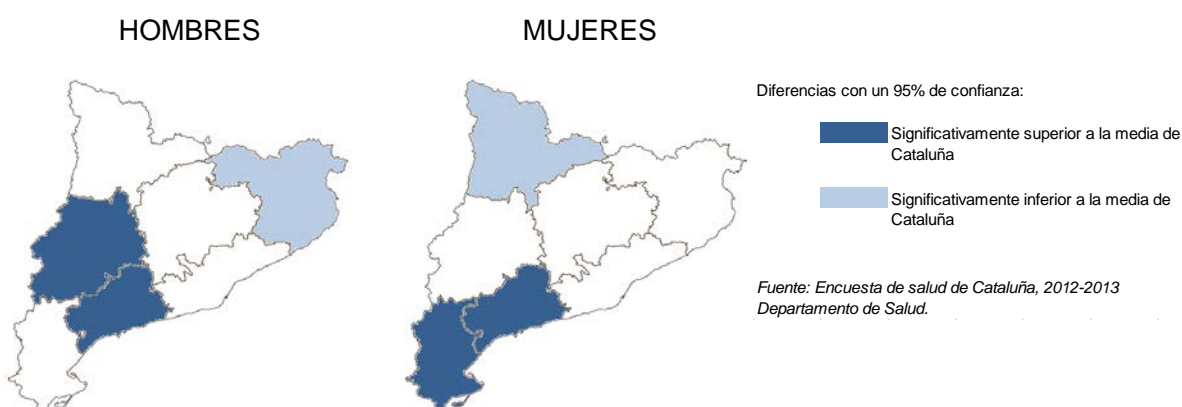 HOMBRES
MUJERES
Diferencias con un 95% de confianza:
Significativamente superior a la media de
Cataluña
Significativamente inferior a la media de
Cataluña
Fuente: Encuesta de salud de Cataluña, 2012-2013
Departamento de Salud.